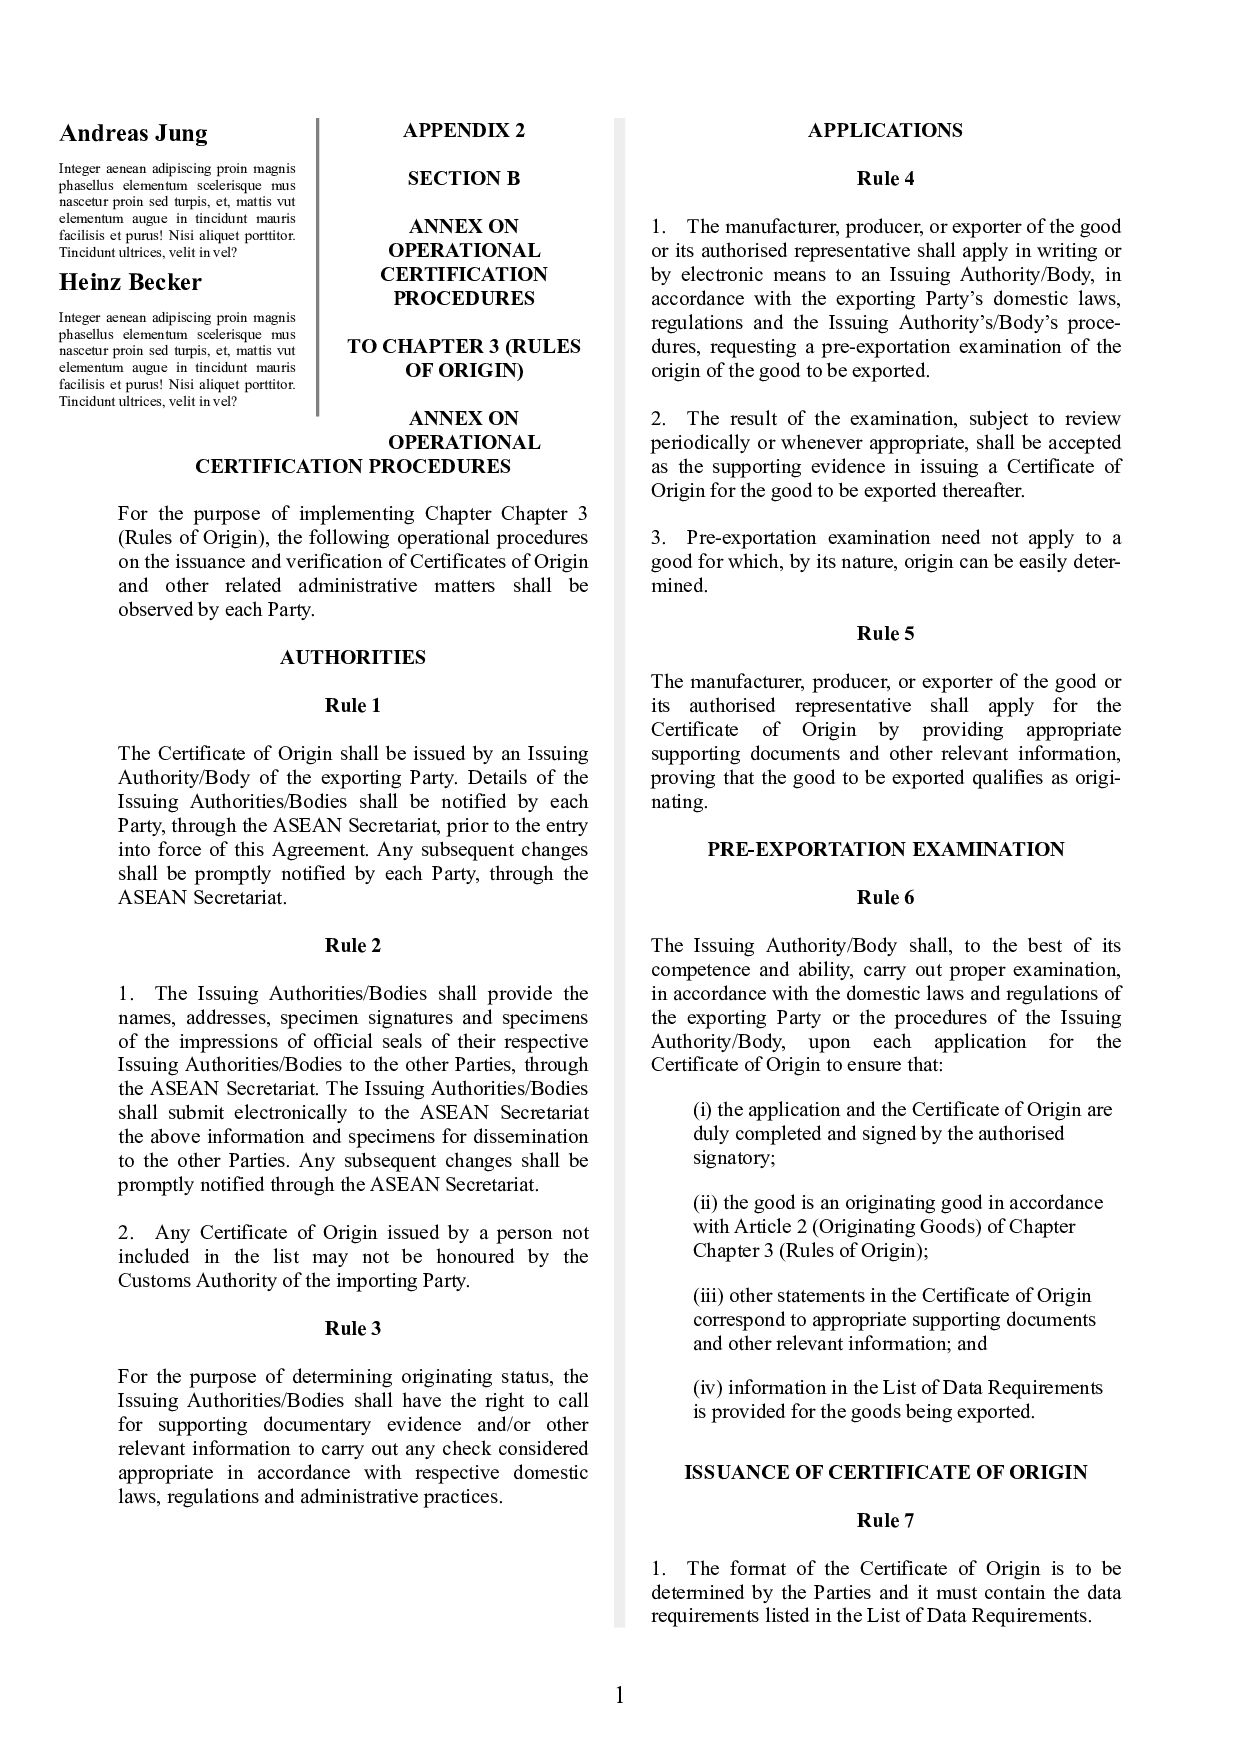 Andreas Jung
Integer aenean adipiscing proin magnis
phasellus elementum scelerisque mus
nascetur proin sed turpis, et, mattis vut
elementum augue in tincidunt mauris
facilisis et purus! Nisi aliquet porttitor.
Tincidunt ultrices, velit in vel?
Heinz Becker
Integer aenean adipiscing proin magnis
phasellus elementum scelerisque mus
nascetur proin sed turpis, et, mattis vut
elementum augue in tincidunt mauris
facilisis et purus! Nisi aliquet porttitor.
Tincidunt ultrices, velit in vel?
APPENDIX 2
SECTION B
ANNEX ON
OPERATIONAL
CERTIFICATION
PROCEDURES
TO CHAPTER 3 (RULES
OF ORIGIN)
ANNEX ON
OPERATIONAL
CERTIFICATION PROCEDURES
For the purpose of implementing Chapter Chapter 3
(Rules of Origin), the following operational procedures
on the issuance and verification of Certificates of Origin
and other related administrative matters shall be
observed by each Party.
AUTHORITIES
Rule 1
The Certificate of Origin shall be issued by an Issuing
Authority/Body of the exporting Party. Details of the
Issuing Authorities/Bodies shall be notified by each
Party, through the ASEAN Secretariat, prior to the entry
into force of this Agreement. Any subsequent changes
shall be promptly notified by each Party, through the
ASEAN Secretariat.
Rule 2
1. The Issuing Authorities/Bodies shall provide the
names, addresses, specimen signatures and specimens
of the impressions of official seals of their respective
Issuing Authorities/Bodies to the other Parties, through
the ASEAN Secretariat. The Issuing Authorities/Bodies
shall submit electronically to the ASEAN Secretariat
the above information and specimens for dissemination
to the other Parties. Any subsequent changes shall be
promptly notified through the ASEAN Secretariat.
2. Any Certificate of Origin issued by a person not
included in the list may not be honoured by the
Customs Authority of the importing Party.
Rule 3
For the purpose of determining originating status, the
Issuing Authorities/Bodies shall have the right to call
for supporting documentary evidence and/or other
relevant information to carry out any check considered
appropriate in accordance with respective domestic
laws, regulations and administrative practices.
APPLICATIONS
Rule 4
1. The manufacturer, producer, or exporter of the good
or its authorised representative shall apply in writing or
by electronic means to an Issuing Authority/Body, in
accordance with the exporting Party’s domestic laws,
regulations and the Issuing Authority’s/Body’s proce-
dures, requesting a pre-exportation examination of the
origin of the good to be exported.
2. The result of the examination, subject to review
periodically or whenever appropriate, shall be accepted
as the supporting evidence in issuing a Certificate of
Origin for the good to be exported thereafter.
3. Pre-exportation examination need not apply to a
good for which, by its nature, origin can be easily deter-
mined.
Rule 5
The manufacturer, producer, or exporter of the good or
its authorised representative shall apply for the
Certificate of Origin by providing appropriate
supporting documents and other relevant information,
proving that the good to be exported qualifies as origi-
nating.
PRE-EXPORTATION EXAMINATION
Rule 6
The Issuing Authority/Body shall, to the best of its
competence and ability, carry out proper examination,
in accordance with the domestic laws and regulations of
the exporting Party or the procedures of the Issuing
Authority/Body, upon each application for the
Certificate of Origin to ensure that:
(i) the application and the Certificate of Origin are
duly completed and signed by the authorised
signatory;
(ii) the good is an originating good in accordance
with Article 2 (Originating Goods) of Chapter
Chapter 3 (Rules of Origin);
(iii) other statements in the Certificate of Origin
correspond to appropriate supporting documents
and other relevant information; and
(iv) information in the List of Data Requirements
is provided for the goods being exported.
ISSUANCE OF CERTIFICATE OF ORIGIN
Rule 7
1. The format of the Certificate of Origin is to be
determined by the Parties and it must contain the data
requirements listed in the List of Data Requirements.
1